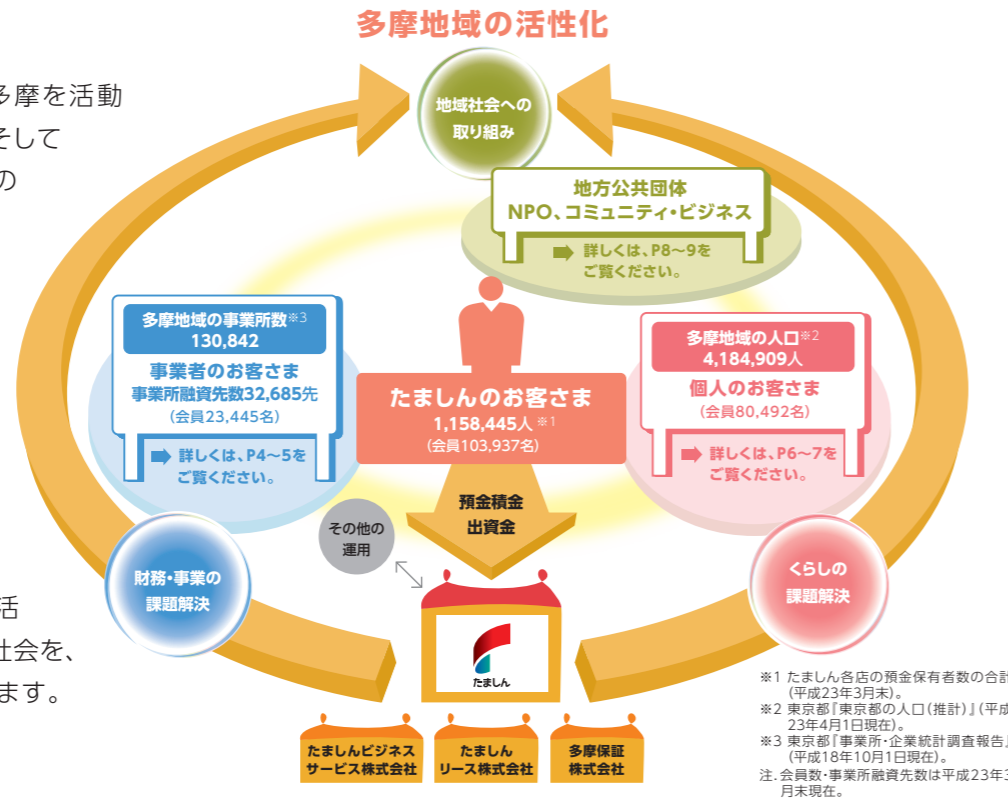 多摩地域の活性化
多摩を活動
そして
の
地域社会への
取り組み
地方公共団体
NPO、コミュニティ・ビジネス
詳しくは、P8〜9を
ご覧ください。
多摩地域の事業所数※3
130,842
事業者のお客さま
事業所融資先数32,685先
(会員23,445名)
詳しくは、P4〜5を
ご覧ください。
たましんのお客さま
1,158,445人※1
(会員103,937名)
多摩地域の人口※2
4,184,909人
個人のお客さま
(会員80,492名)
詳しくは、P6〜7を
ご覧ください。
預金積金
出資金
その他の
運用
財務・事業の
課題解決
くらしの
課題解決
活
社会を、
ます。
たましん
たましんビジネス
サービス株式会社
たましん
リース株式会社
多摩保証
株式会社
※1 たましん各店の預金保有者数の合計
(平成23年3月末)。
※2 東京都『東京都の人口(推計)』(平成
23年4月1日現在)。
※3 東京都『事業所・企業統計調査報告』
(平成18年10月1日現在)。
注. 会員数・事業所融資先数は平成23年3
月末現在。